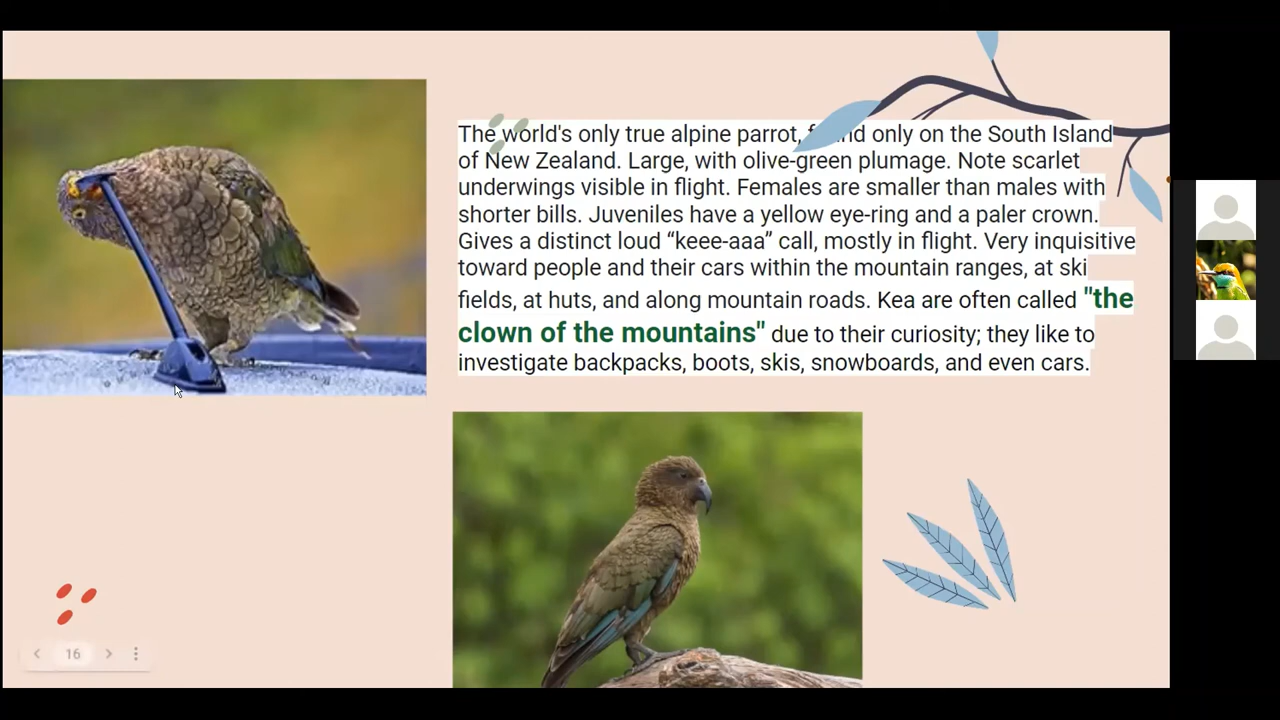 The world's only true alpine parrot, found only on the South Island
of New Zealand. Large, with olive-green plumage. Note scarlet
underwings visible in flight. Females are smaller than males with
shorter bills. Juveniles have a yellow eye-ring and a paler crown.
Gives a distinct loud “keee-aaa” call, mostly in flight. Very inquisitive
toward people and their cars within the mountain ranges, at ski
fields, at huts, and along mountain roads. Kea are often called "the
clown of the mountains" due to their curiosity; they like to
investigate backpacks, boots, skis, snowboards, and even cars.
16